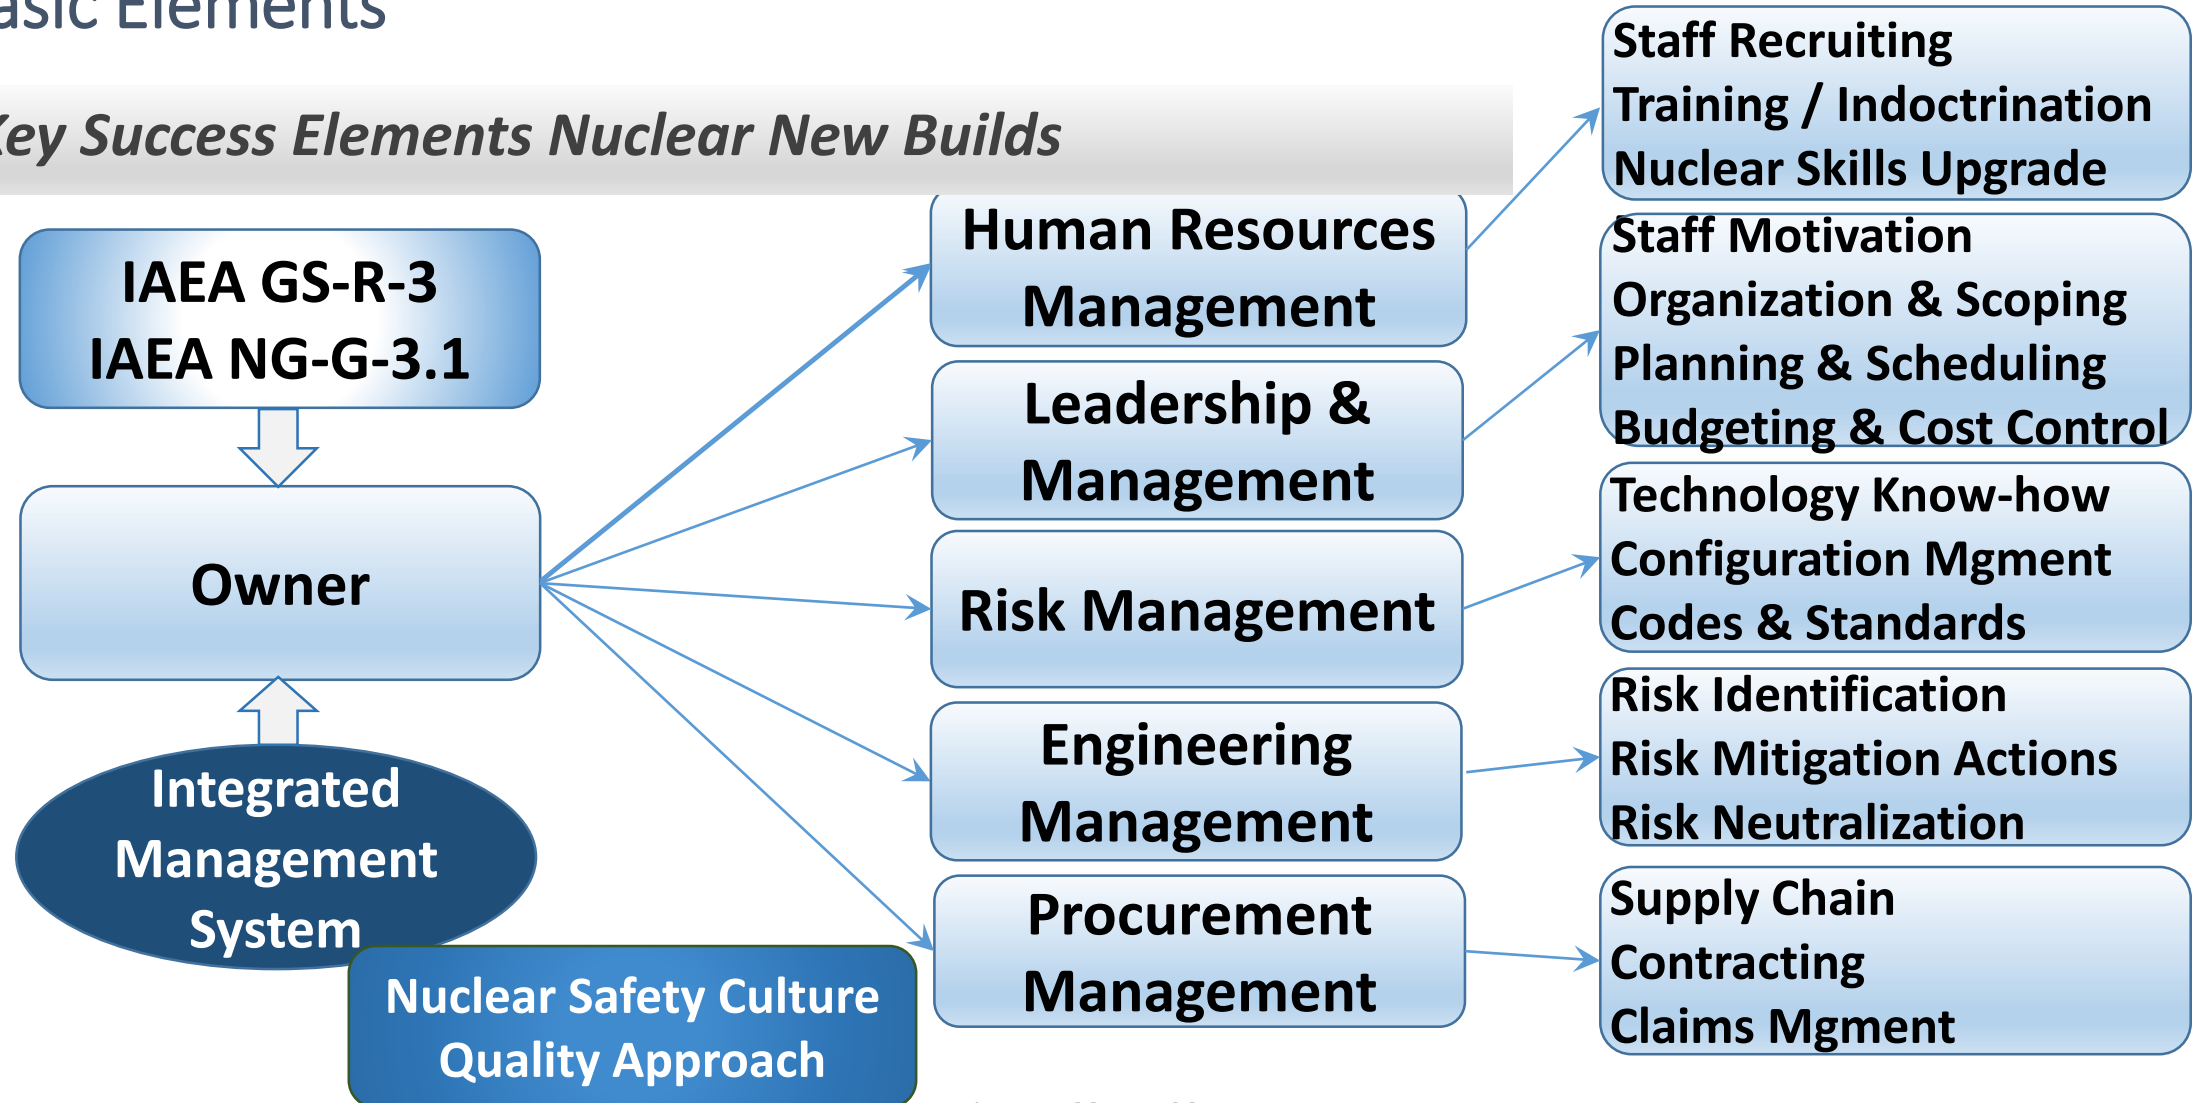 asic Elements
Key Success Elements Nuclear New Builds
IAEA GS-R-3
IAEA NG-G-3.1
Owner
Integrated
Management
System
Nuclear Safety Culture
Quality Approach
Human Resources
Management
Leadership &
Management
Risk Management
Engineering
Management
Procurement
Management
Staff Recruiting
Training / Indoctrination
Nuclear Skills Upgrade
Staff Motivation
Organization & Scoping
Planning & Scheduling
Budgeting & Cost Control
Technology Know-how
Configuration Mgment
Codes & Standards
Risk Identification
Risk Mitigation Actions
Risk Neutralization
Supply Chain
Contracting
Claims Mgment